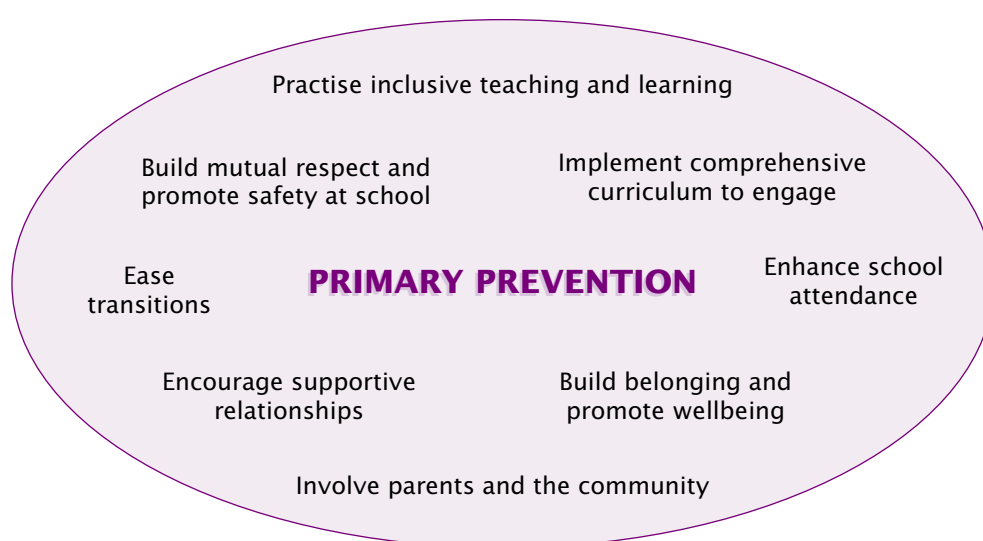 Practise inclusive teaching and learning
Build mutual respect and
promote safety at school
Implement comprehensive
curriculum to engage
Ease
transitions
PRIMARY PREVENTION
Enhance school
attendance
Encourage supportive
relationships
Build belonging and
promote wellbeing
Involve parents and the community